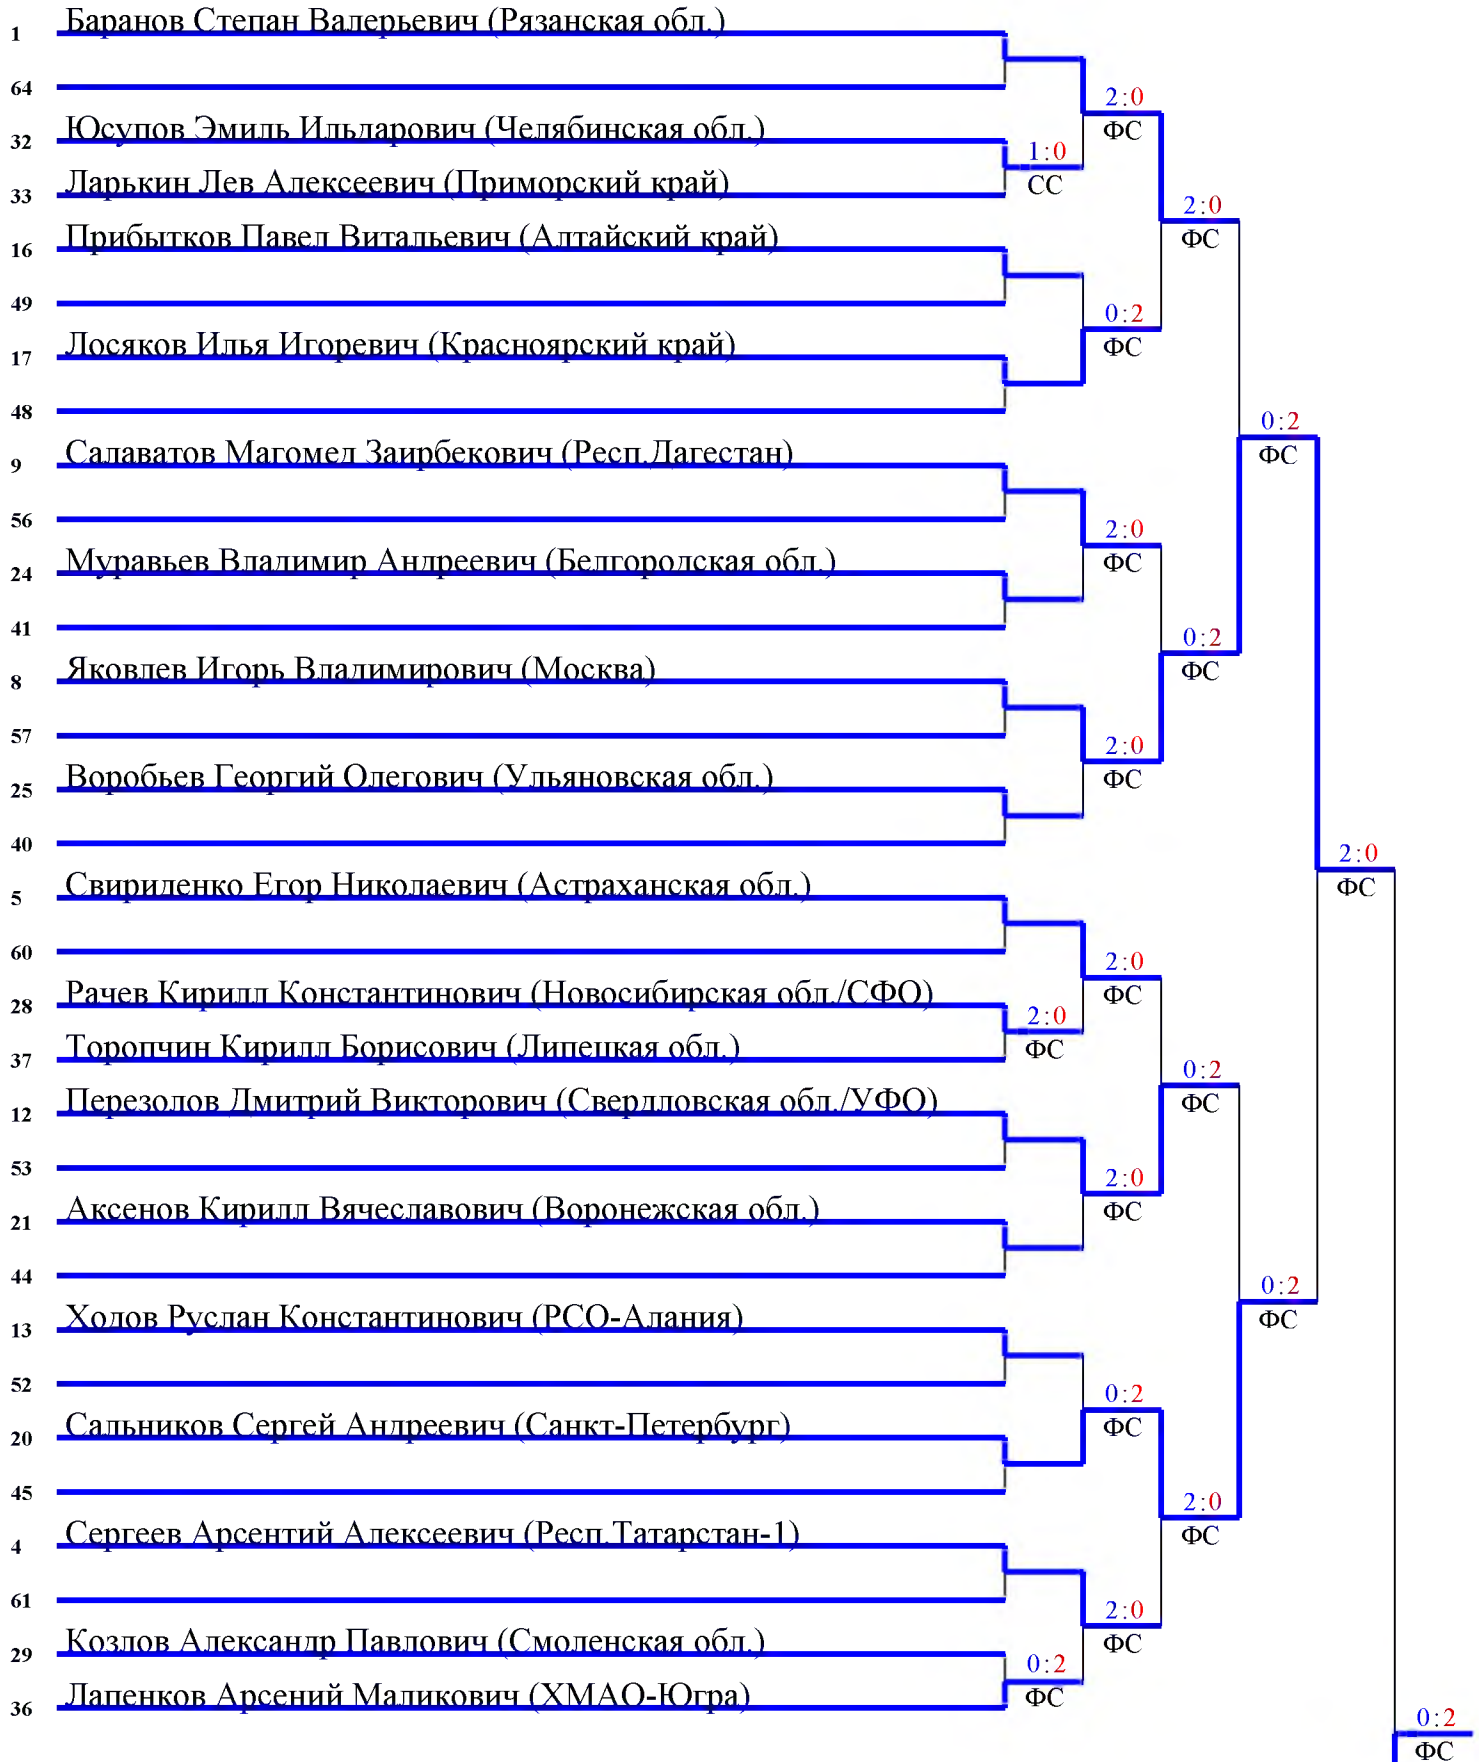 1 Баранов Степан Валерьевич (Рязанская обл.)
64
2:0
ФС
32 Юсупов Эмиль Ильдарович (Челябинская обл.)
1:0
СС
33 Ларькин Лев Алексеевич (Приморский край)
2:0
ФС
16 Прибытков Павел Витальевич (Алтайский край)
49
0:2
ФС
17 Лосяков Илья Игоревич (Красноярский край)
48
0:2
ФС
9 Салаватов Магомед Заирбекович (Респ.Дагестан)
56
2:0
ФС
24 Муравьев Владимир Андреевич (Белгородская обл.)
41
0:2
ФС
8 Яковлев Игорь Владимирович (Москва)
57
2:0
ФС
25 Воробьев Георгий Олегович (Ульяновская обл.)
40
2:0
ФС
5 Свириденко Егор Николаевич (Астраханская обл.)
60
2:0
ФС
28 Рачев Кирилл Константинович (Новосибирская обл./СФО)
2:0
ФС
37 Торопчин Кирилл Борисович (Липецкая обл.)
0:2
ФС
12 Перезолов Дмитрий Викторович (Свердловская обл./УФО)
53
2:0
ФС
21 Аксенов Кирилл Вячеславович (Воронежская обл.)
44
0:2
ФС
13 Ходов Руслан Константинович (РСО-Алания)
52
0:2
ФС
20 Сальников Сергей Андреевич (Санкт-Петербург)
45
2:0
ФС
4 Сергеев Арсентий Алексеевич (Респ.Татарстан-1)
61
2:0
ФС
29 Козлов Александр Павлович (Смоленская обл.)
0:2
ФС
36 Лапенков Арсений Маликович (ХМАО-Югра)
0:2
ФС